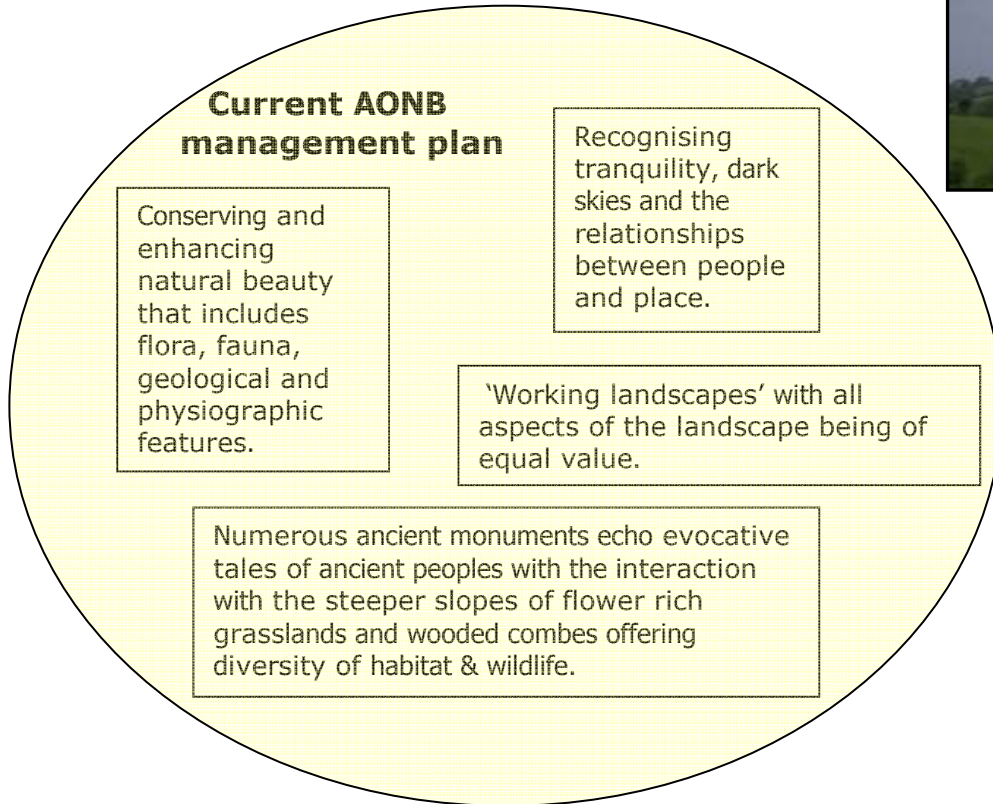 Current AONB
management plan
Conserving and
enhancing
natural beauty
that includes
flora, fauna,
geological and
physiographic
features.
Recognising
tranquility, dark
skies and the
relationships
between people
and place.
‘Working landscapes’ with all
aspects of the landscape being of
equal value.
Numerous ancient monuments echo evocative
tales of ancient peoples with the interaction
with the steeper slopes of flower rich
grasslands and wooded combes offering
diversity of habitat & wildlife.